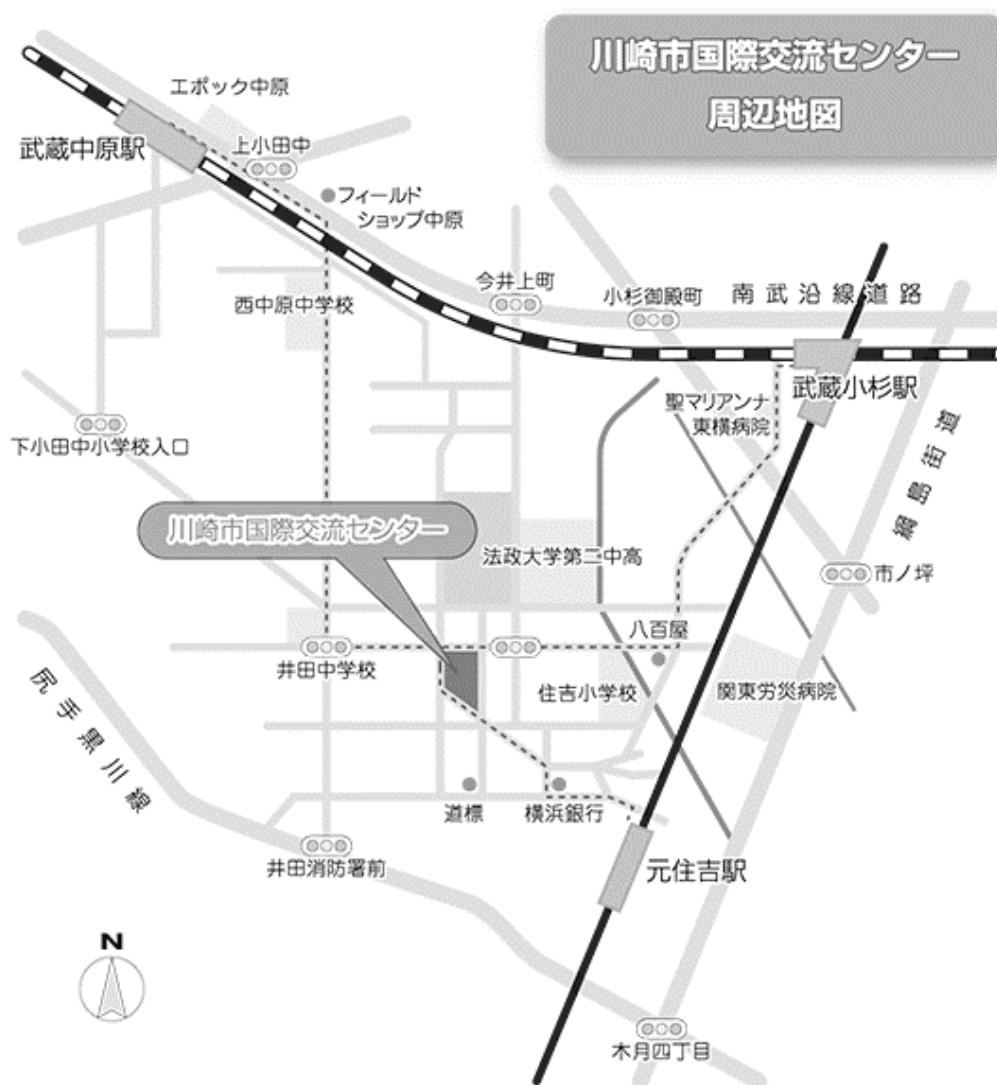 川崎市国際交流センター
周辺地図
エポック中原
武蔵中原駅
上小田中
フィールド
ショップ中原
今井上町
小杉御殿町
南武沿線道路
西中原中学校
武蔵小杉駅
聖マリアンナ
東横病院
下小田中小学校入口
綱島街道
川崎市国際交流センター
法政大学第二中高
市ノ坪
八百屋
井田中学校
住吉小学校
関東労災病院
尻手黒川線
道標
横浜銀行
井田消防署前
元住吉駅
N
木月四丁目